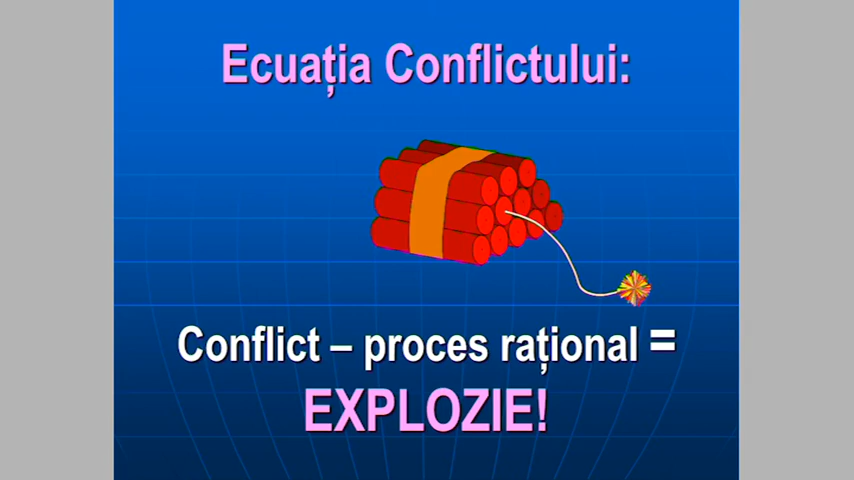 Ecuația Conflictului:
Conflict – proces rațional =
EXPLOZIE!